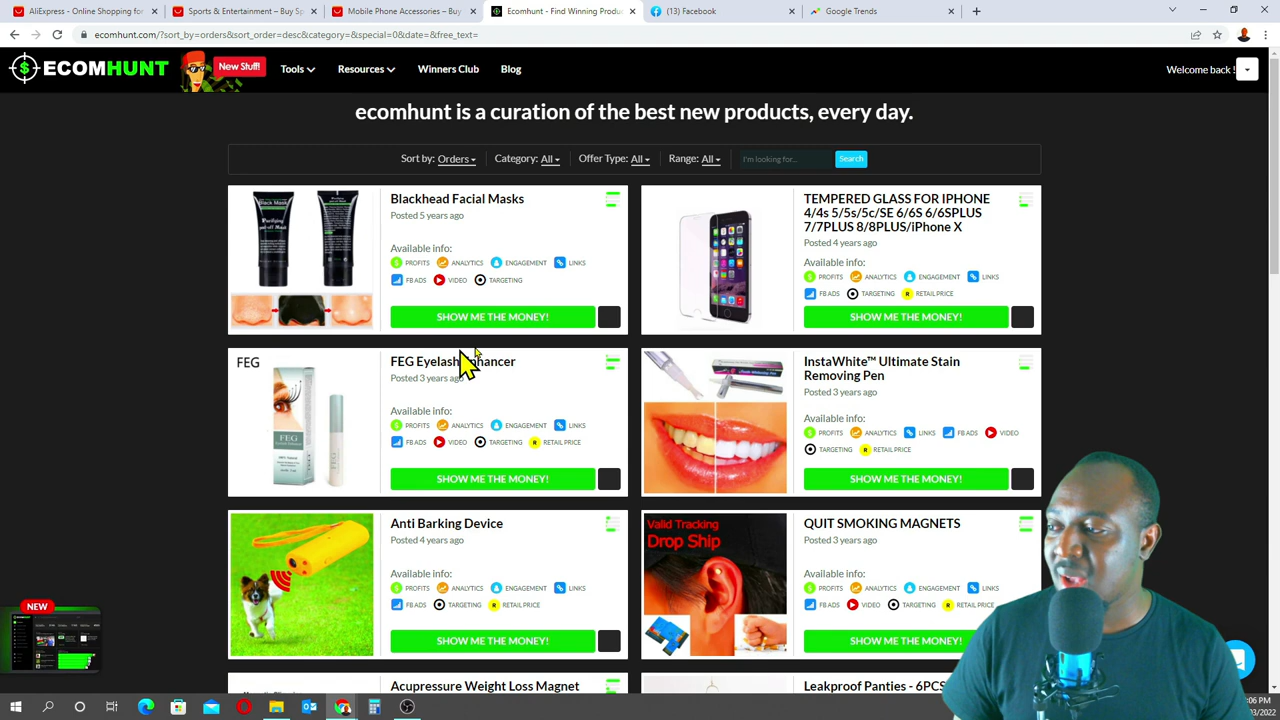 AliExpress - Online Shopping for
Sports & Entertainment – Buy Sp
Mobile Phone Accessories – Buy
Ecomhunt - Find Winning Produc
(13) Facebook
Google Trends
ecomhunt.com/?sort_by=orders&sort_order=desc&category=&special=0&date=&free_text=
ECOMHUNT
New Stuff!
Tools
Resources
Winners Club
Blog
Welcome back !
ecomhunt is a curation of the best new products, every day.
Sort by: Orders
Category: All
Offer Type: All
Range: All
I'm looking for...
Search
Blackhead Facial Masks
Posted 5 years ago
Available info:
PROFITS ANALYTICS ENGAGEMENT LINKS
FB ADS VIDEO TARGETING
SHOW ME THE MONEY!
TEMPERED GLASS FOR IPHONE
4/4s 5/5s/5c/SE 6/6S 6/6SPLUS
7/7PLUS 8/8PLUS/iPhone X
Posted 4 years ago
Available info:
PROFITS ANALYTICS ENGAGEMENT LINKS
FB ADS TARGETING RETAIL PRICE
SHOW ME THE MONEY!
FEG
FEG
FEG Eyelash Enhancer
Posted 3 years ago
Available info:
PROFITS ANALYTICS ENGAGEMENT LINKS
FB ADS VIDEO TARGETING RETAIL PRICE
SHOW ME THE MONEY!
InstaWhite™ Ultimate Stain
Removing Pen
Posted 3 years ago
Available info:
PROFITS ANALYTICS LINKS FB ADS VIDEO
TARGETING RETAIL PRICE
SHOW ME THE MONEY!
Anti Barking Device
Posted 4 years ago
Available info:
PROFITS ANALYTICS ENGAGEMENT LINKS
FB ADS TARGETING RETAIL PRICE
SHOW ME THE MONEY!
Valid Tracking
Drop Ship
QUIT SMOKING MAGNETS
Posted 3 years ago
Available info:
PROFITS ANALYTICS ENGAGEMENT LINKS
FB ADS VIDEO TARGETING RETAIL PRICE
SHOW ME THE MONEY!
NEW
Acupressure Weight Loss Magnet
Leakproof Panties - 6PCS
:06 PM
03/2022